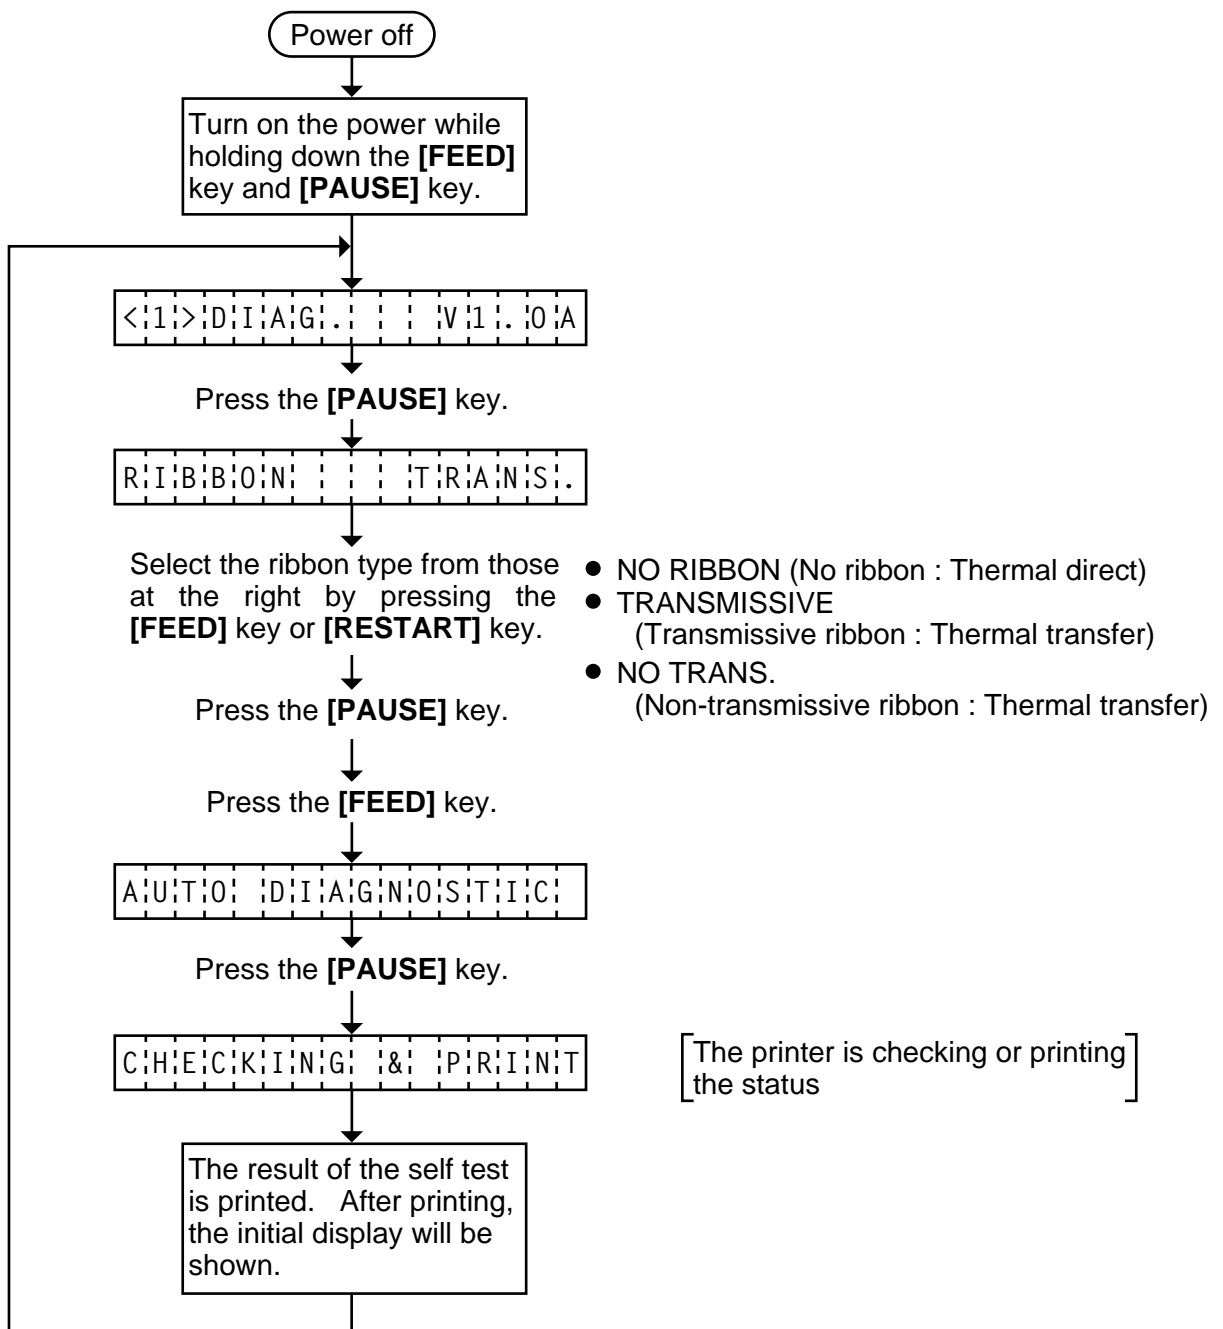 Power off
Turn on the power while
holding down the [FEED]
key and [PAUSE] key.
<1>DIAG.   V1.0A
Press the [PAUSE] key.
RIBBON    TRANS.
Select the ribbon type from those
at the right by pressing the
[FEED] key or [RESTART] key.
● NO RIBBON (No ribbon : Thermal direct)
● TRANSMISSIVE
(Transmissive ribbon : Thermal transfer)
● NO TRANS.
(Non-transmissive ribbon : Thermal transfer)
Press the [PAUSE] key.
Press the [FEED] key.
AUTO DIAGNOSTIC
Press the [PAUSE] key.
CHECKING & PRINT
The printer is checking or printing
the status
The result of the self test
is printed.   After printing,
the initial display will be
shown.